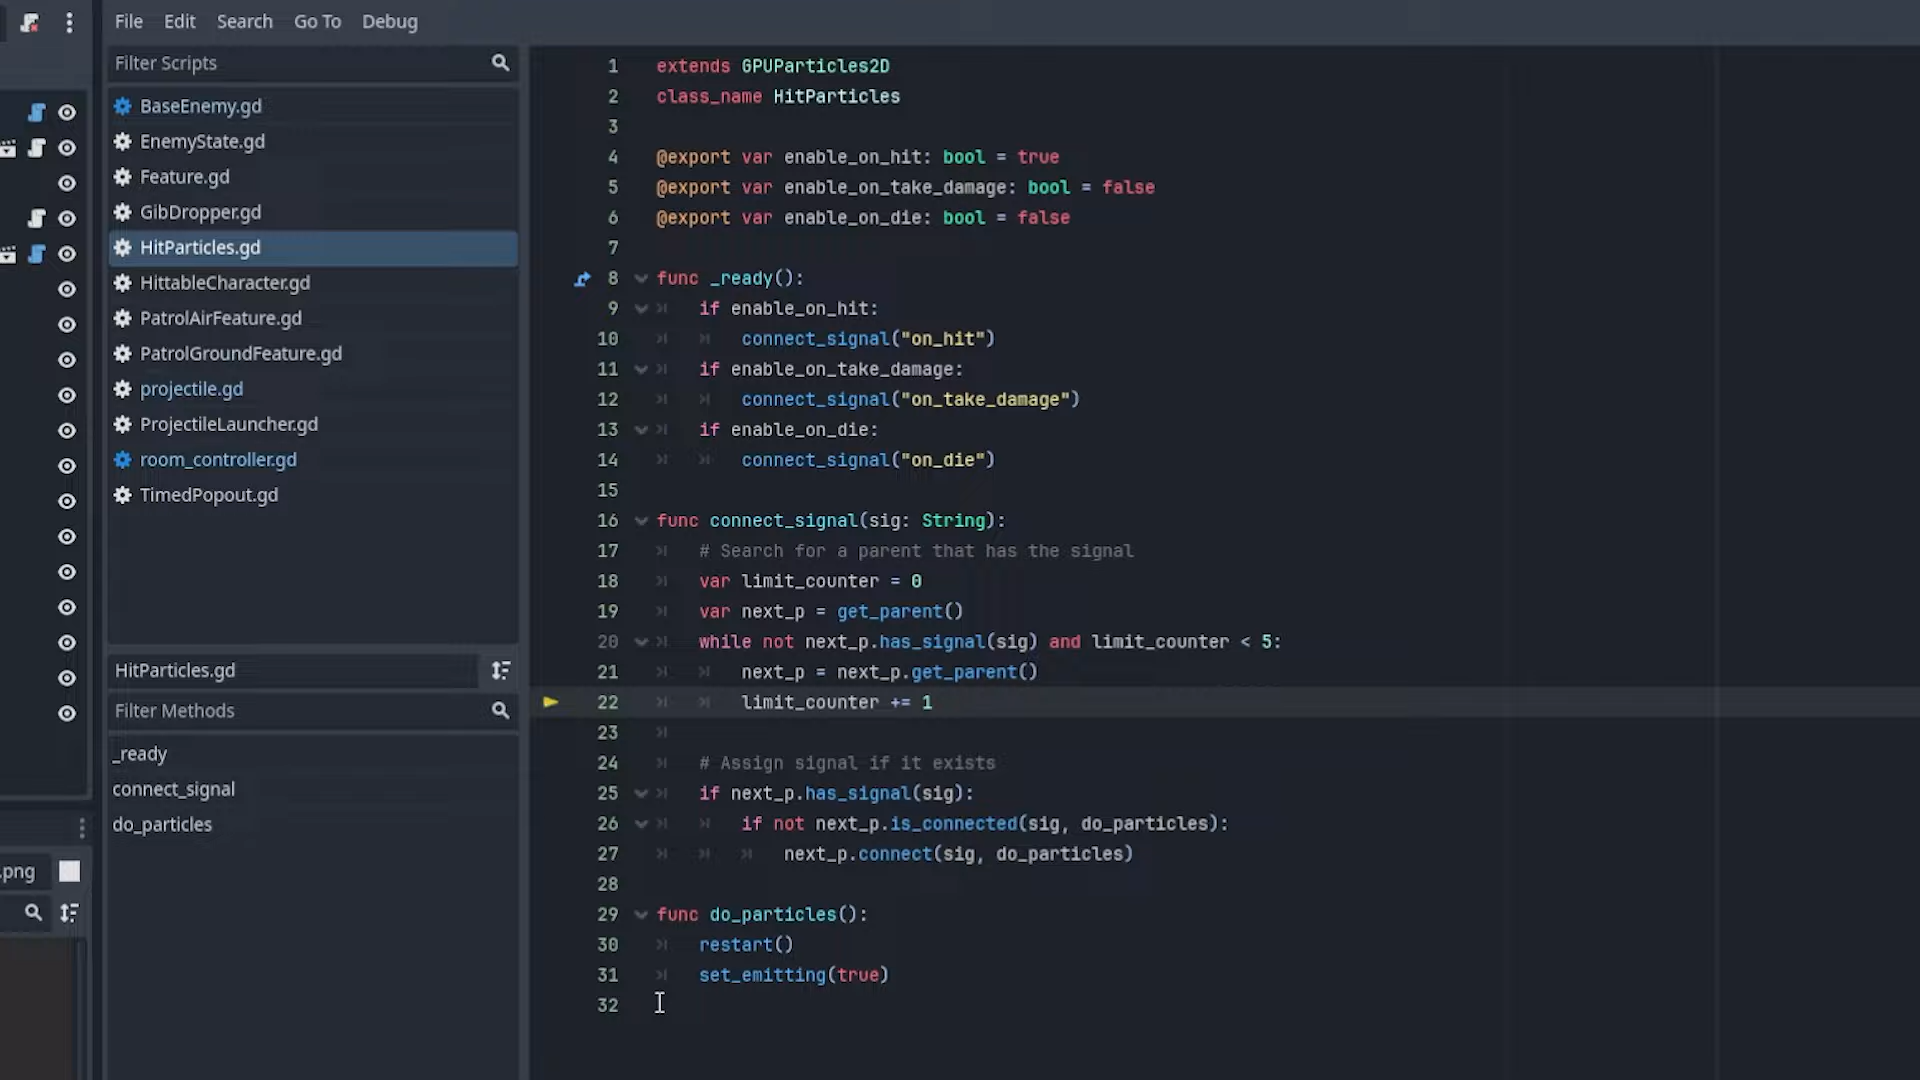 File Edit Search Go To Debug
Filter Scripts
BaseEnemy.gd
EnemyState.gd
Feature.gd
GibDropper.gd
HitParticles.gd
HittableCharacter.gd
PatrolAirFeature.gd
PatrolGroundFeature.gd
projectile.gd
ProjectileLauncher.gd
room_controller.gd
TimedPopout.gd
HitParticles.gd
Filter Methods
_ready
connect_signal
do_particles
.png
1 extends GPUParticles2D
2 class_name HitParticles
3
4 @export var enable_on_hit: bool = true
5 @export var enable_on_take_damage: bool = false
6 @export var enable_on_die: bool = false
7
8 func _ready():
9 if enable_on_hit:
10 connect_signal("on_hit")
11 if enable_on_take_damage:
12 connect_signal("on_take_damage")
13 if enable_on_die:
14 connect_signal("on_die")
15
16 func connect_signal(sig: String):
17 # Search for a parent that has the signal
18 var limit_counter = 0
19 var next_p = get_parent()
20 while not next_p.has_signal(sig) and limit_counter < 5:
21 next_p = next_p.get_parent()
22 limit_counter += 1
23
24 # Assign signal if it exists
25 if next_p.has_signal(sig):
26 if not next_p.is_connected(sig, do_particles):
27 next_p.connect(sig, do_particles)
28
29 func do_particles():
30 restart()
31 set_emitting(true)
32